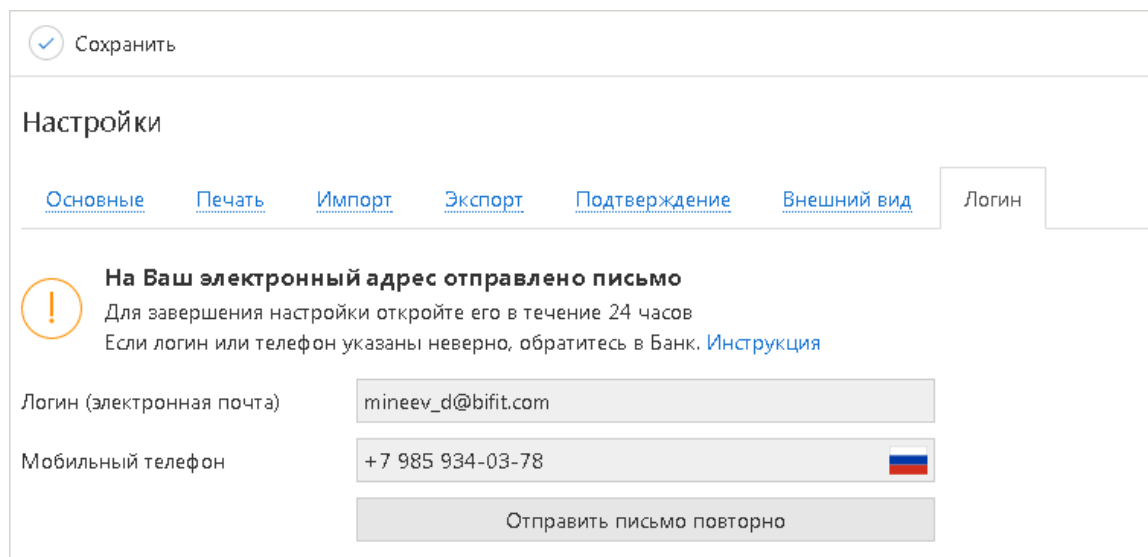 Сохранить
Настройки
Основные Печать Импорт Экспорт Подтверждение Внешний вид Логин
На Ваш электронный адрес отправлено письмо
Для завершения настройки откройте его в течение 24 часов
Если логин или телефон указаны неверно, обратитесь в Банк. Инструкция
Логин (электронная почта) mineev_d@bifit.com
Мобильный телефон +7 985 934-03-78
Отправить письмо повторно